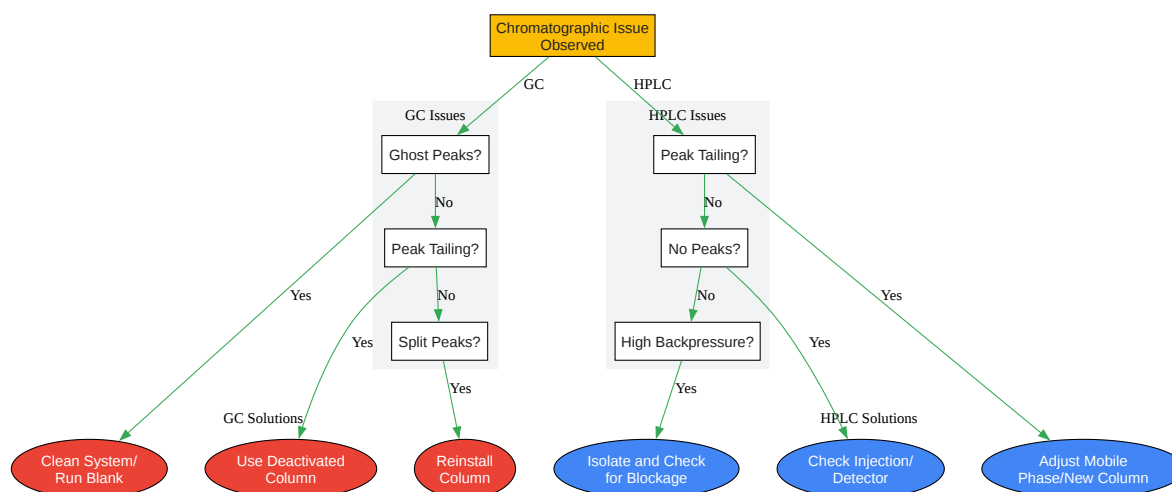 Chromatographic Issue
Observed
GC
HPLC
GC Issues
HPLC Issues
Ghost Peaks?
Peak Tailing?
No
No
Peak Tailing?
No Peaks?
Yes
No
No
Yes
Split Peaks?
High Backpressure?
Yes
Yes
Yes
Yes
GC Solutions
HPLC Solutions
Clean System/
Run Blank
Use Deactivated
Column
Reinstall
Column
Isolate and Check
for Blockage
Check Injection/
Detector
Adjust Mobile
Phase/New Column